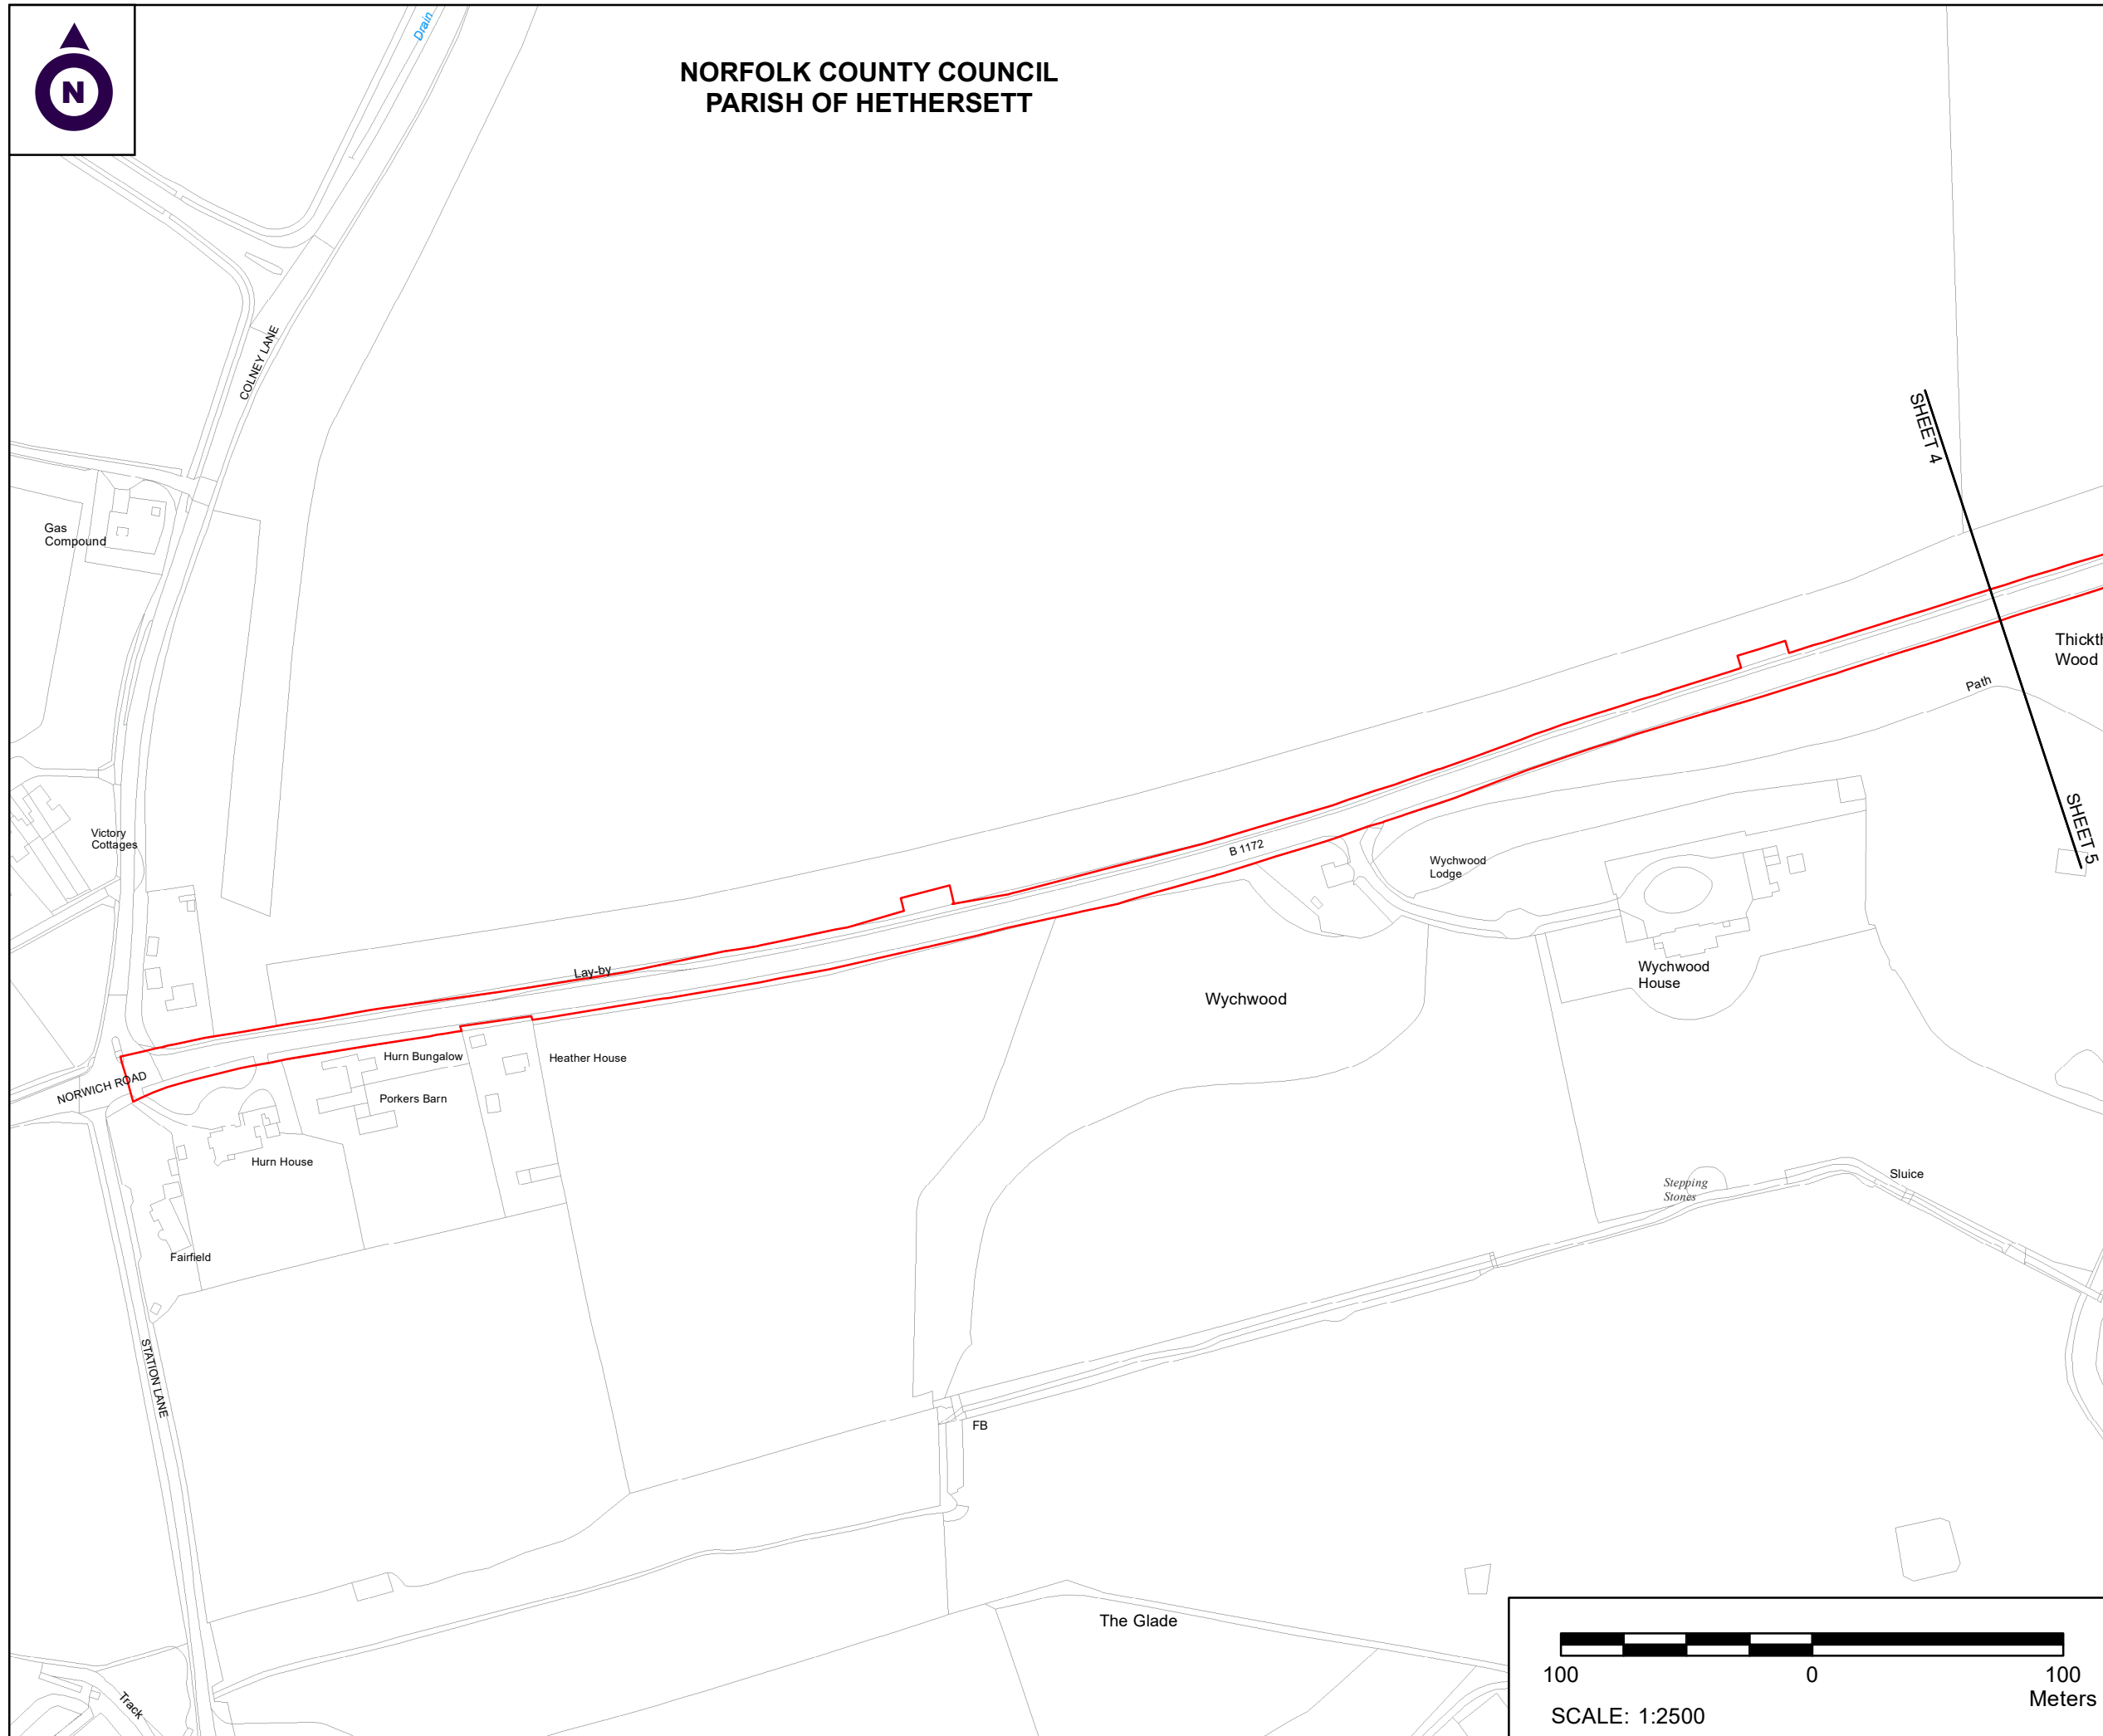 N
Drain
NORFOLK COUNTY COUNCIL
PARISH OF HETHERSETT
COLNEY LANE
SHEET 4
Gas
Compound
Wood
Path
SHEET 5
Victory
Cottages
B 1172
Wychwood
Lodge
Lay-by
Wychwood
House
Wychwood
Hurn Bungalow
Heather House
NORWICH ROAD
Porkers Barn
Hurn House
Stepping
Stones
Sluice
Fairfield
STATION LANE
FB
The Glade
Track
100
0
100
Meters
SCALE: 1:2500